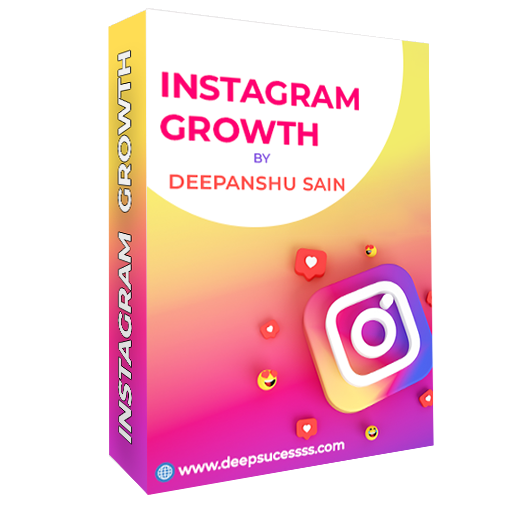 INSTAGRAM GROWTH
INSTAGRAM
GROWTH
BY
DEEPANSHU SAIN
www.deepsucessss.com